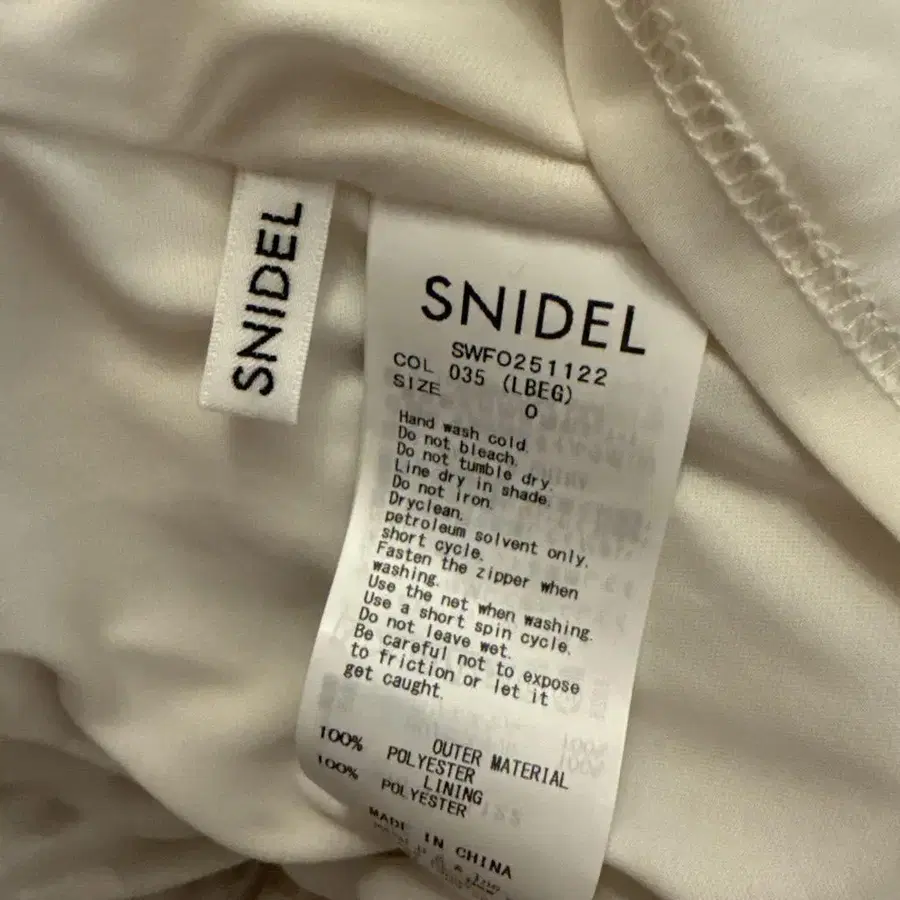 SNIDEL
SNIDEL
SWFO251122
COL 035 (LBEG)
SIZE 0
Hand wash cold.
Do not bleach.
Do not tumble dry.
Line dry in shade.
Do not iron.
Dryclean.
petroleum solvent only.
short cycle.
Fasten the zipper when
washing.
Use the net when washing.
Use a short spin cycle.
Do not leave wet.
Be careful not to expose
to friction or let it
get caught.
OUTER MATERIAL
100% POLYESTER
LINING
100% POLYESTER
MADE IN CHINA